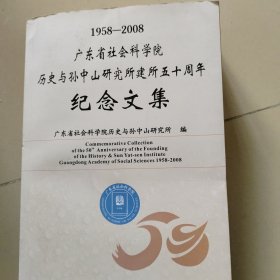 1958—2008
广东省社会科学院
历史与孙中山研究所建所五十周年
纪念文集
广东省社会科学院历史与孙中山研究所 编
Commemorative Collection
of the 50th Anniversary of the Founding
of the History & Sun Yat-sen Institute
Guangdong Academy of Social Sciences 1958-2008